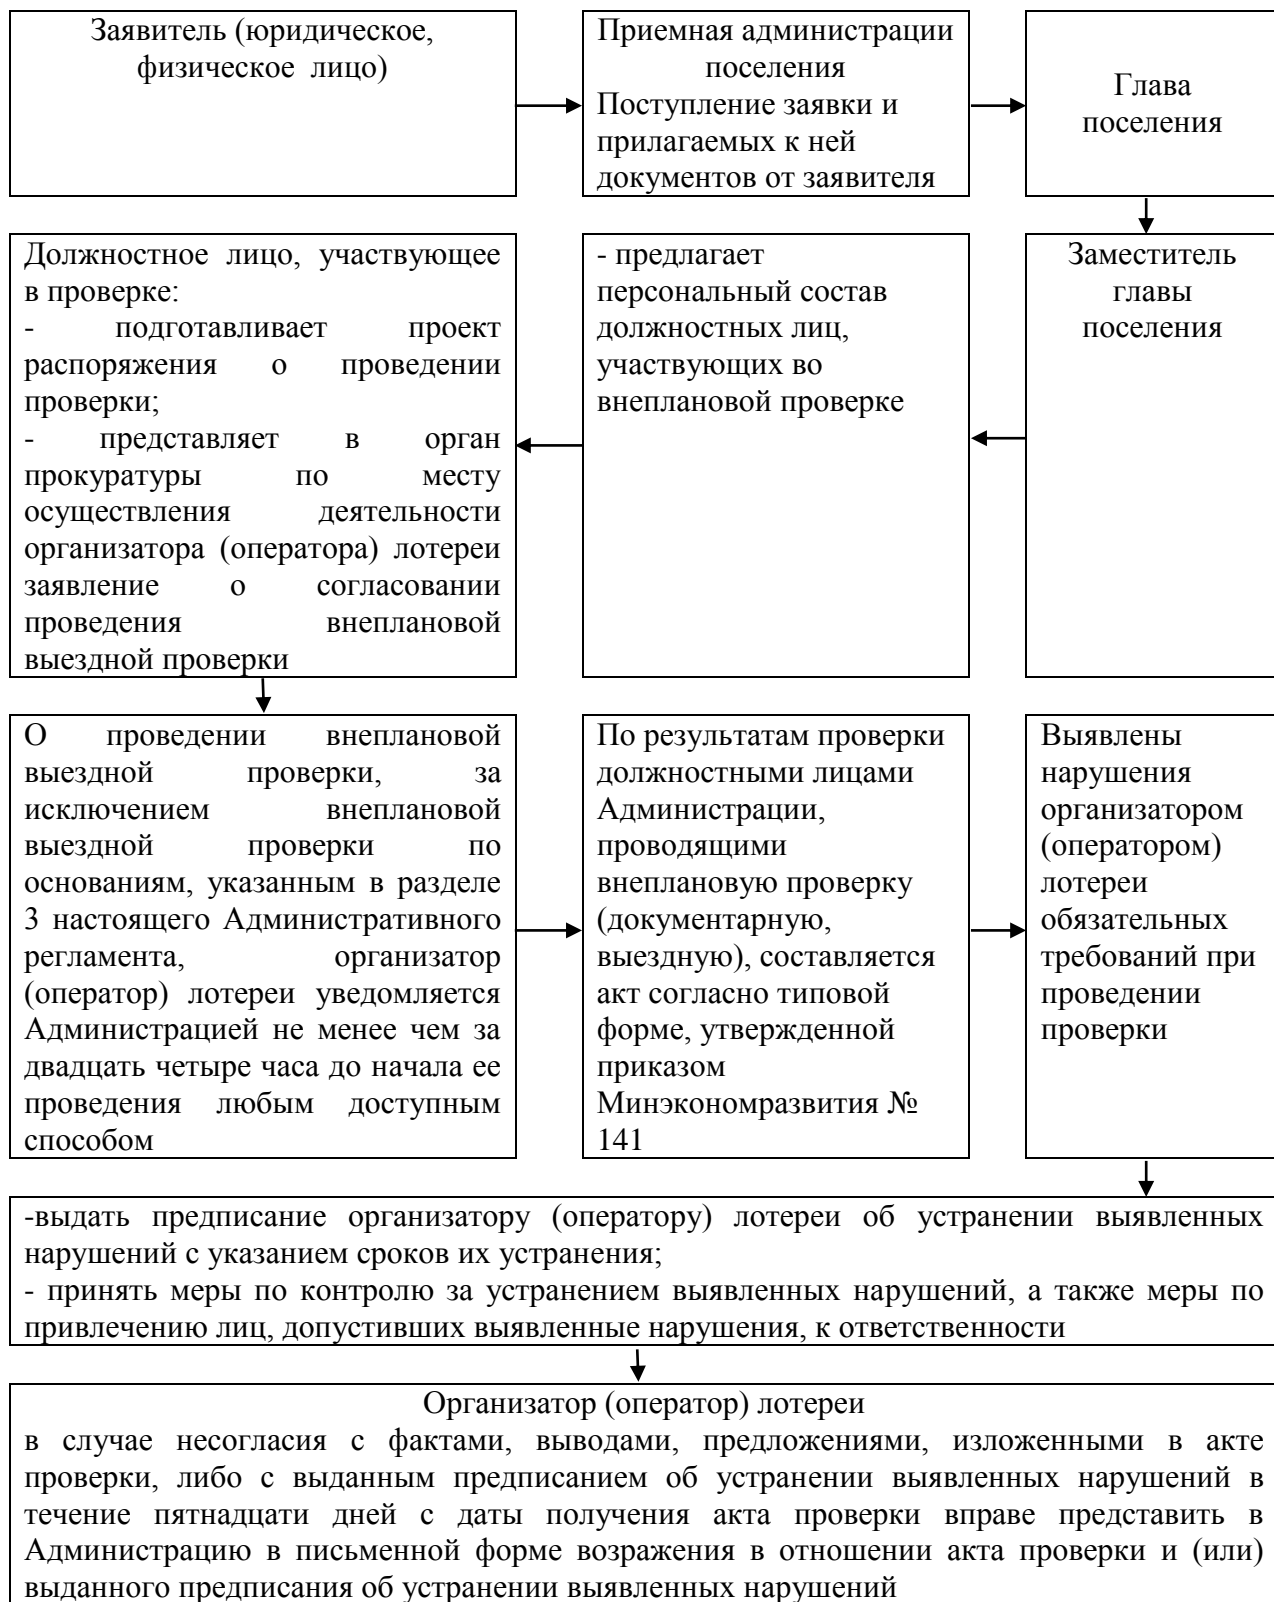 Заявитель (юридическое,
физическое лицо)
Приемная администрации
поселения
Поступление заявки и
прилагаемых к ней
документов от заявителя
Глава
поселения
Должностное лицо, участвующее
в проверке:
- подготавливает проект
распоряжения о проведении
проверки;
- представляет в орган
прокуратуры по месту
осуществления деятельности
организатора (оператора) лотереи
заявление о согласовании
проведения внеплановой
выездной проверки
- предлагает
персональный состав
должностных лиц,
участвующих во
внеплановой проверке
Заместитель
главы
поселения
О проведении внеплановой
выездной проверки, за
исключением внеплановой
выездной проверки по
основаниям, указанным в разделе
3 настоящего Административного
регламента, организатор
(оператор) лотереи уведомляется
Администрацией не менее чем за
двадцать четыре часа до начала ее
проведения любым доступным
способом
По результатам проверки
должностными лицами
Администрации,
проводящими
внеплановую проверку
(документарную,
выездную), составляется
акт согласно типовой
форме, утвержденной
приказом
Минэкономразвития №
141
Выявлены
нарушения
организатором
(оператором)
лотереи
обязательных
требований при
проведении
проверки
-выдать предписание организатору (оператору) лотереи об устранении выявленных
нарушений с указанием сроков их устранения;
- принять меры по контролю за устранением выявленных нарушений, а также меры по
привлечению лиц, допустивших выявленные нарушения, к ответственности
Организатор (оператор) лотереи
в случае несогласия с фактами, выводами, предложениями, изложенными в акте
проверки, либо с выданным предписанием об устранении выявленных нарушений в
течение пятнадцати дней с даты получения акта проверки вправе представить в
Администрацию в письменной форме возражения в отношении акта проверки и (или)
выданного предписания об устранении выявленных нарушений